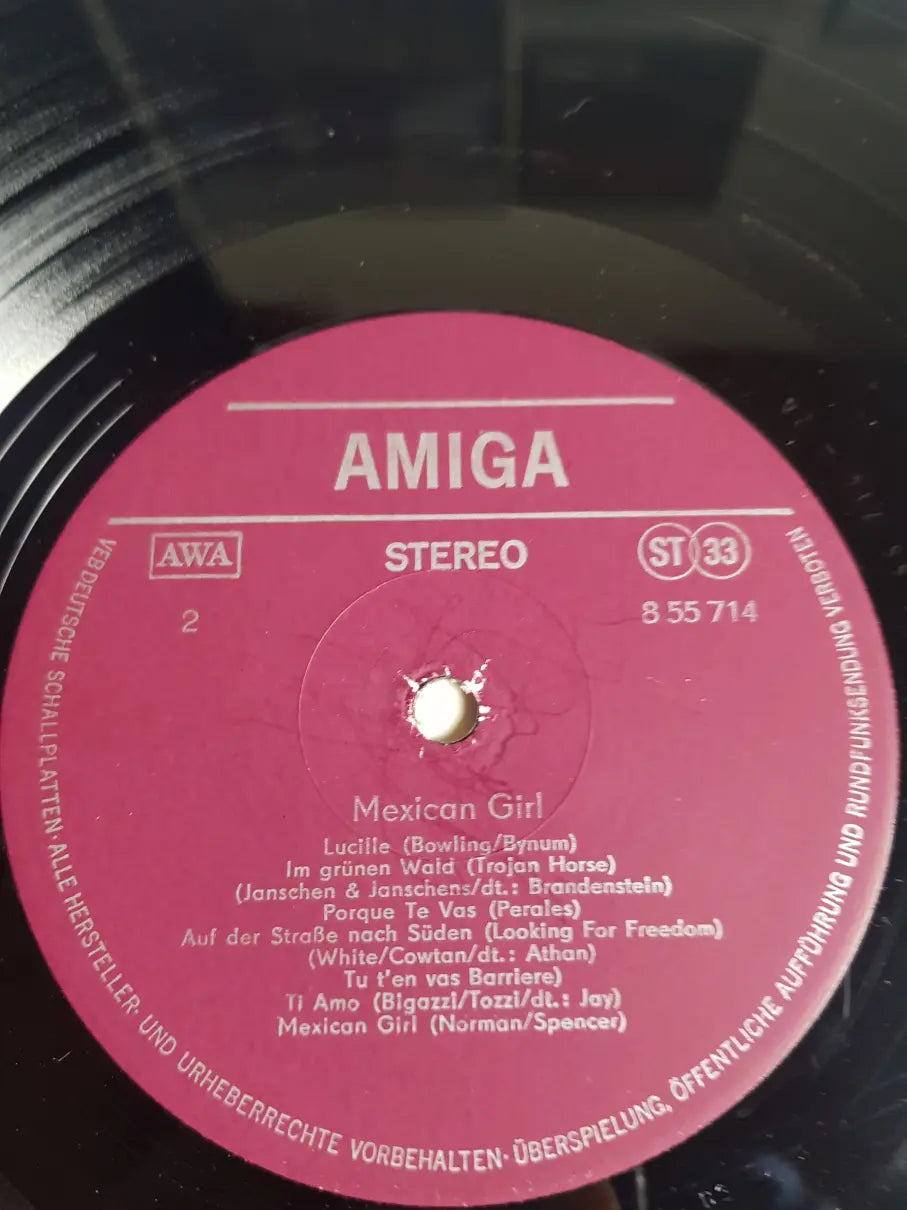 AMIGA
AWA
STEREO
ST 33
2
8 55 714
Mexican Girl
Lucille (Bowling/Bynum)
Im grünen Wald (Trojan Horse)
(Janschen & Janschens/dt.: Brandenstein)
Porque Te Vas (Perales)
Auf der Straße nach Süden (Looking For Freedom)
(White/Cowtan/dt.: Athan)
Tu t'en vas Barriere)
Ti Amo (Bigazzi/Tozzi/dt.: Jay)
Mexican Girl (Norman/Spencer)
VEB DEUTSCHE SCHALLPLATTEN· ALLE HERSTELLER- UND URHEBERRECHTE VORBEHALTEN· ÜBERSPIELUNG, ÖFFENTLICHE AUFFÜHRUNG UND RUNDFUNKSENDUNG VERBOTEN